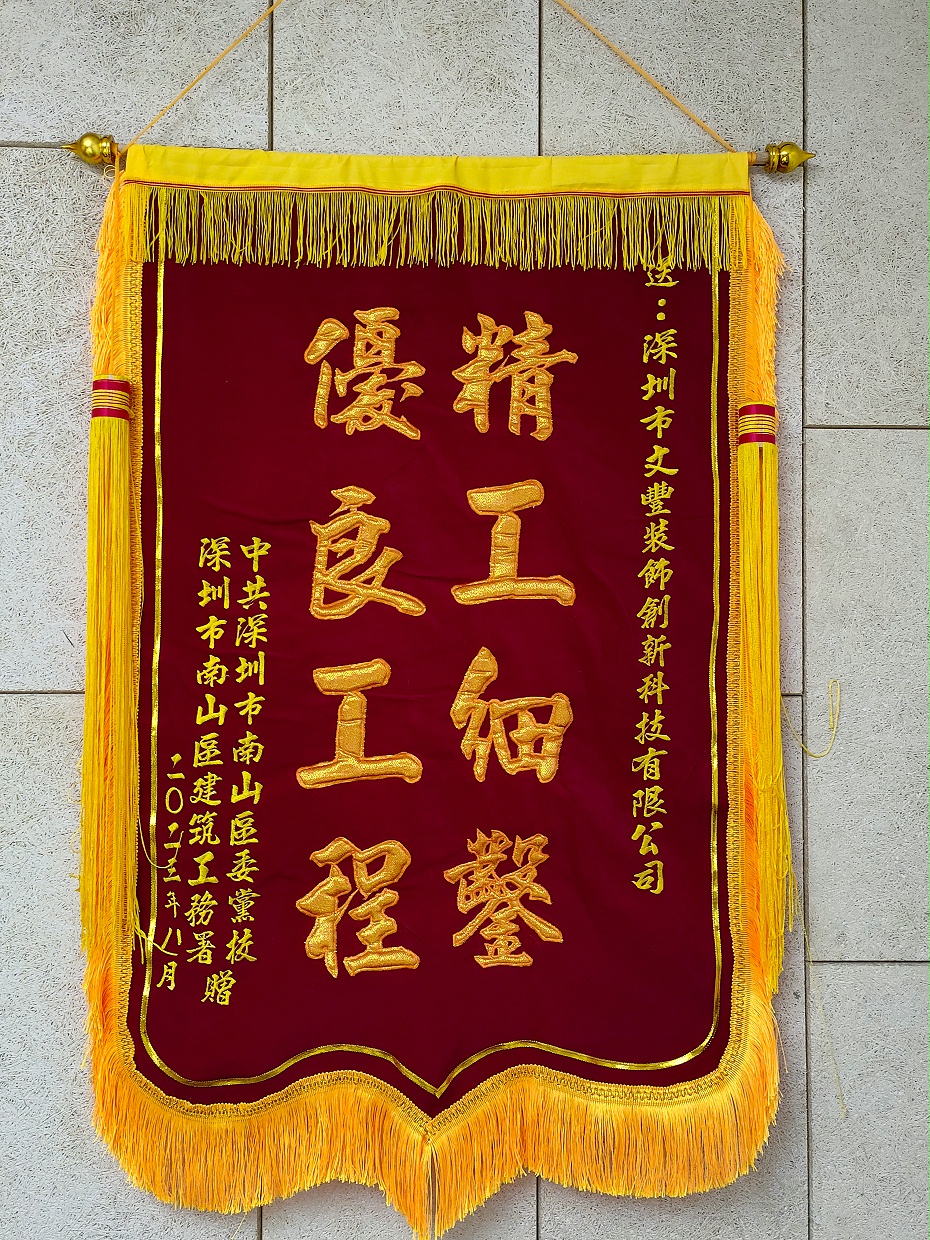 送：深圳市文豐装飾創新科技有限公司
精工細鑿
優良工程
中共深圳市南山區委黨校
深圳市南山區建筑工務署
贈
二〇二三年八月